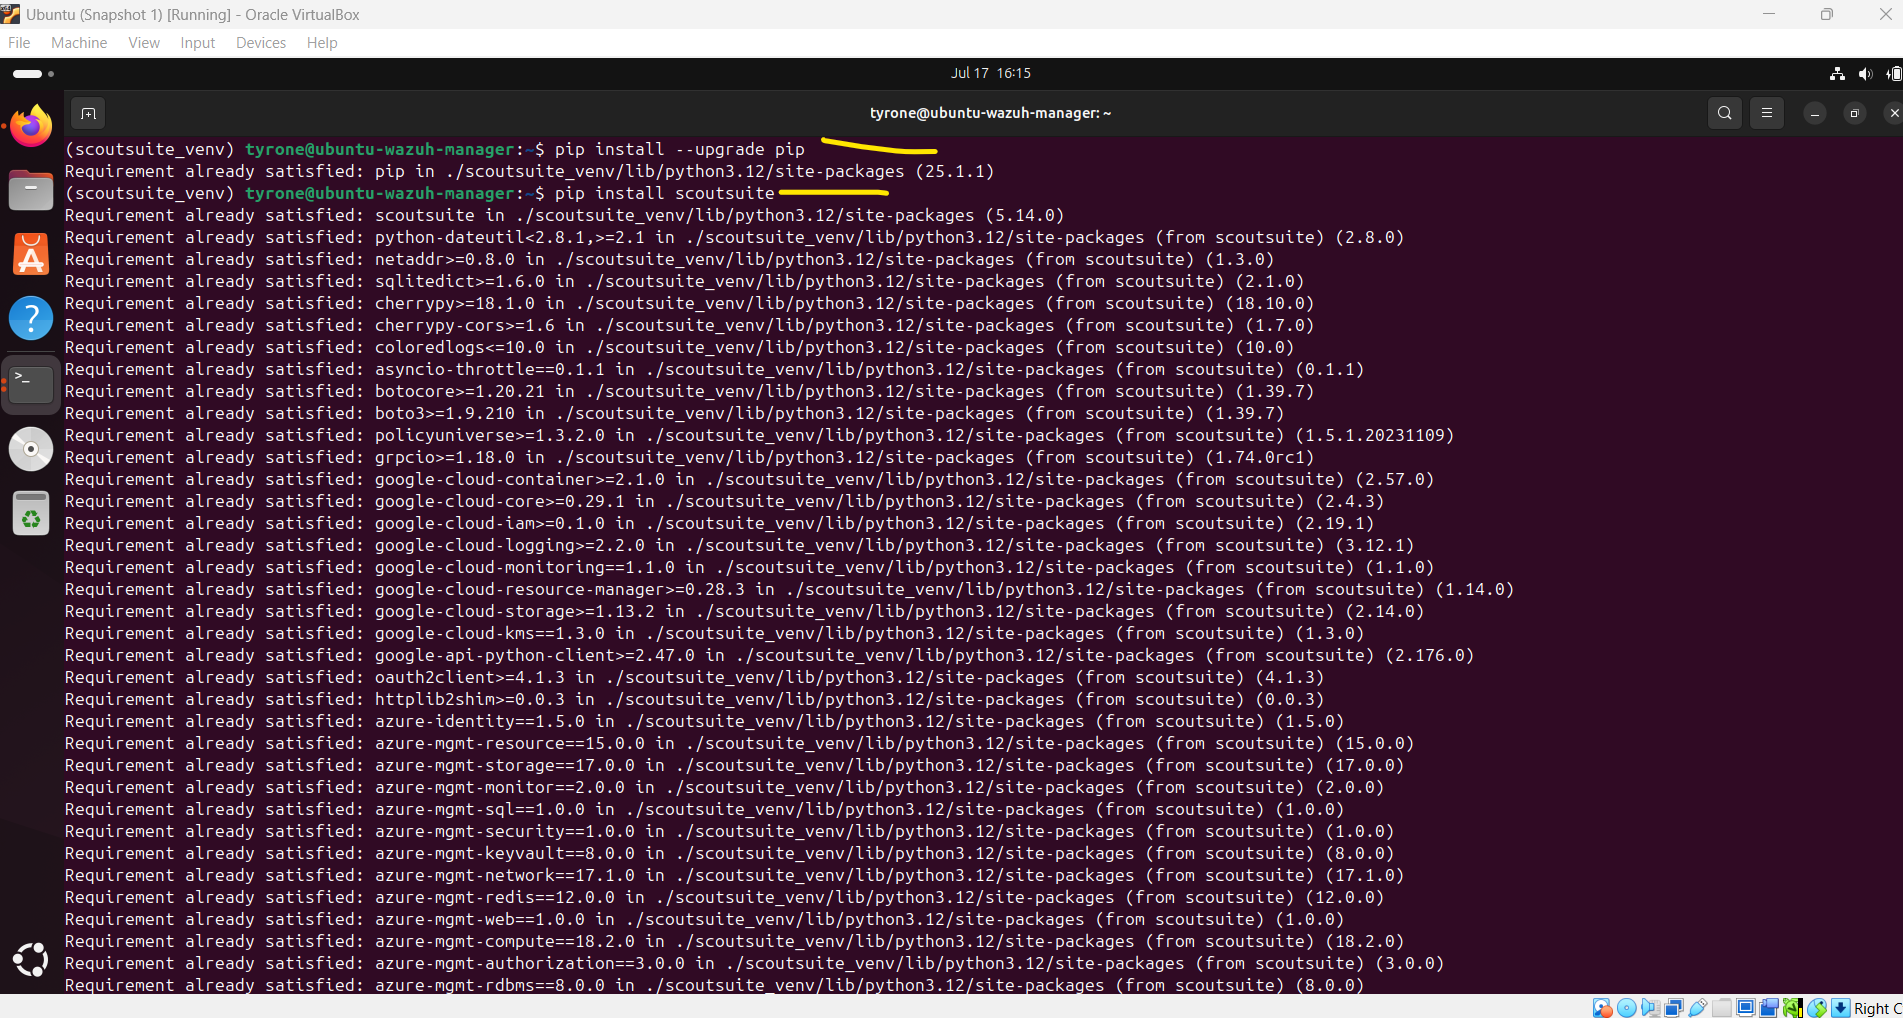 Ubuntu (Snapshot 1) [Running] - Oracle VirtualBox
File Machine View Input Devices Help
Jul 17 16:15
tyrone@ubuntu-wazuh-manager: ~
(scoutsuite_venv) tyrone@ubuntu-wazuh-manager:~$ pip install --upgrade pip
Requirement already satisfied: pip in ./scoutsuite_venv/lib/python3.12/site-packages (25.1.1)
(scoutsuite_venv) tyrone@ubuntu-wazuh-manager:~$ pip install scoutsuite
Requirement already satisfied: scoutsuite in ./scoutsuite_venv/lib/python3.12/site-packages (5.14.0)
Requirement already satisfied: python-dateutil<2.8.1,>=2.1 in ./scoutsuite_venv/lib/python3.12/site-packages (from scoutsuite) (2.8.0)
Requirement already satisfied: netaddr>=0.8.0 in ./scoutsuite_venv/lib/python3.12/site-packages (from scoutsuite) (1.3.0)
Requirement already satisfied: sqlitedict>=1.6.0 in ./scoutsuite_venv/lib/python3.12/site-packages (from scoutsuite) (2.1.0)
Requirement already satisfied: cherrypy>=18.1.0 in ./scoutsuite_venv/lib/python3.12/site-packages (from scoutsuite) (18.10.0)
Requirement already satisfied: cherrypy-cors>=1.6 in ./scoutsuite_venv/lib/python3.12/site-packages (from scoutsuite) (1.7.0)
Requirement already satisfied: coloredlogs<=10.0 in ./scoutsuite_venv/lib/python3.12/site-packages (from scoutsuite) (10.0)
Requirement already satisfied: asyncio-throttle==0.1.1 in ./scoutsuite_venv/lib/python3.12/site-packages (from scoutsuite) (0.1.1)
Requirement already satisfied: botocore>=1.20.21 in ./scoutsuite_venv/lib/python3.12/site-packages (from scoutsuite) (1.39.7)
Requirement already satisfied: boto3>=1.9.210 in ./scoutsuite_venv/lib/python3.12/site-packages (from scoutsuite) (1.39.7)
Requirement already satisfied: policyuniverse>=1.3.2.0 in ./scoutsuite_venv/lib/python3.12/site-packages (from scoutsuite) (1.5.1.20231109)
Requirement already satisfied: grpcio>=1.18.0 in ./scoutsuite_venv/lib/python3.12/site-packages (from scoutsuite) (1.74.0rc1)
Requirement already satisfied: google-cloud-container>=2.1.0 in ./scoutsuite_venv/lib/python3.12/site-packages (from scoutsuite) (2.57.0)
Requirement already satisfied: google-cloud-core>=0.29.1 in ./scoutsuite_venv/lib/python3.12/site-packages (from scoutsuite) (2.4.3)
Requirement already satisfied: google-cloud-iam>=0.1.0 in ./scoutsuite_venv/lib/python3.12/site-packages (from scoutsuite) (2.19.1)
Requirement already satisfied: google-cloud-logging>=2.2.0 in ./scoutsuite_venv/lib/python3.12/site-packages (from scoutsuite) (3.12.1)
Requirement already satisfied: google-cloud-monitoring==1.1.0 in ./scoutsuite_venv/lib/python3.12/site-packages (from scoutsuite) (1.1.0)
Requirement already satisfied: google-cloud-resource-manager>=0.28.3 in ./scoutsuite_venv/lib/python3.12/site-packages (from scoutsuite) (1.14.0)
Requirement already satisfied: google-cloud-storage>=1.13.2 in ./scoutsuite_venv/lib/python3.12/site-packages (from scoutsuite) (2.14.0)
Requirement already satisfied: google-cloud-kms==1.3.0 in ./scoutsuite_venv/lib/python3.12/site-packages (from scoutsuite) (1.3.0)
Requirement already satisfied: google-api-python-client>=2.47.0 in ./scoutsuite_venv/lib/python3.12/site-packages (from scoutsuite) (2.176.0)
Requirement already satisfied: oauth2client>=4.1.3 in ./scoutsuite_venv/lib/python3.12/site-packages (from scoutsuite) (4.1.3)
Requirement already satisfied: httplib2shim>=0.0.3 in ./scoutsuite_venv/lib/python3.12/site-packages (from scoutsuite) (0.0.3)
Requirement already satisfied: azure-identity==1.5.0 in ./scoutsuite_venv/lib/python3.12/site-packages (from scoutsuite) (1.5.0)
Requirement already satisfied: azure-mgmt-resource==15.0.0 in ./scoutsuite_venv/lib/python3.12/site-packages (from scoutsuite) (15.0.0)
Requirement already satisfied: azure-mgmt-storage==17.0.0 in ./scoutsuite_venv/lib/python3.12/site-packages (from scoutsuite) (17.0.0)
Requirement already satisfied: azure-mgmt-monitor==2.0.0 in ./scoutsuite_venv/lib/python3.12/site-packages (from scoutsuite) (2.0.0)
Requirement already satisfied: azure-mgmt-sql==1.0.0 in ./scoutsuite_venv/lib/python3.12/site-packages (from scoutsuite) (1.0.0)
Requirement already satisfied: azure-mgmt-security==1.0.0 in ./scoutsuite_venv/lib/python3.12/site-packages (from scoutsuite) (1.0.0)
Requirement already satisfied: azure-mgmt-keyvault==8.0.0 in ./scoutsuite_venv/lib/python3.12/site-packages (from scoutsuite) (8.0.0)
Requirement already satisfied: azure-mgmt-network==17.1.0 in ./scoutsuite_venv/lib/python3.12/site-packages (from scoutsuite) (17.1.0)
Requirement already satisfied: azure-mgmt-redis==12.0.0 in ./scoutsuite_venv/lib/python3.12/site-packages (from scoutsuite) (12.0.0)
Requirement already satisfied: azure-mgmt-web==1.0.0 in ./scoutsuite_venv/lib/python3.12/site-packages (from scoutsuite) (1.0.0)
Requirement already satisfied: azure-mgmt-compute==18.2.0 in ./scoutsuite_venv/lib/python3.12/site-packages (from scoutsuite) (18.2.0)
Requirement already satisfied: azure-mgmt-authorization==3.0.0 in ./scoutsuite_venv/lib/python3.12/site-packages (from scoutsuite) (3.0.0)
Requirement already satisfied: azure-mgmt-rdbms==8.0.0 in ./scoutsuite_venv/lib/python3.12/site-packages (from scoutsuite) (8.0.0)
Right C